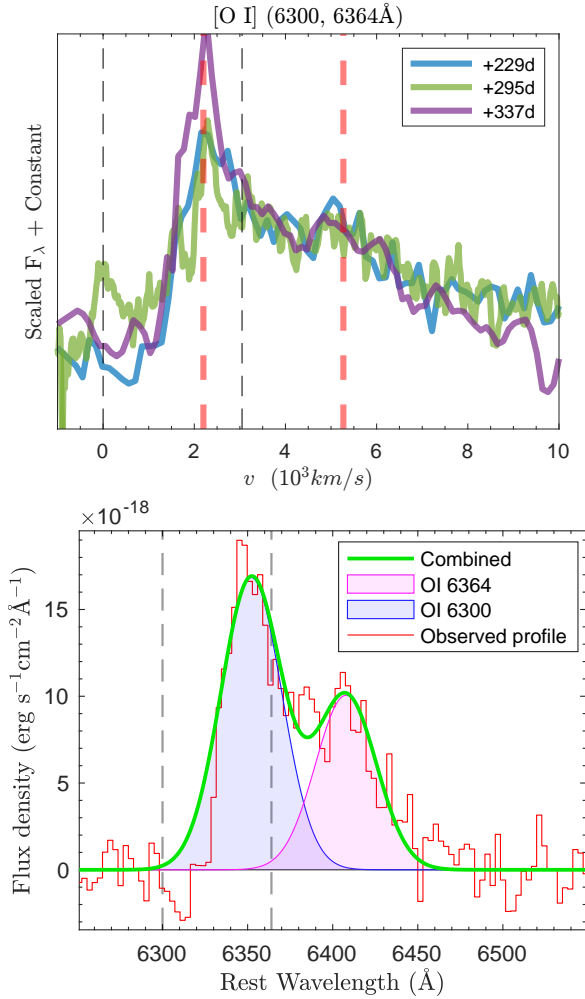 [O I] (6300, 6364Å)
+229d
+295d
+337d
Scaled F_λ + Constant
0 2 4 6 8 10
v (10³km/s)
×10⁻¹⁸
Combined
OI 6364
OI 6300
Observed profile
15
10
5
0
Flux density (erg s⁻¹cm⁻²Å⁻¹)
6300 6350 6400 6450 6500
Rest Wavelength (Å)